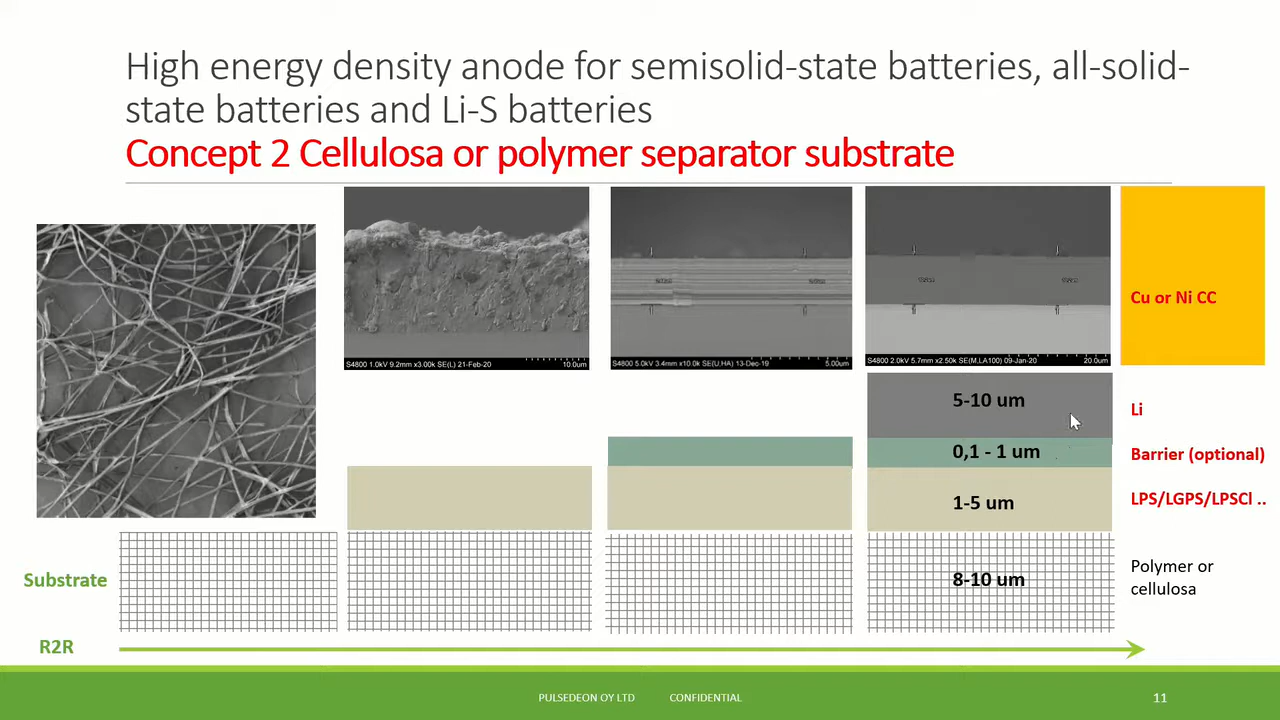 High energy density anode for semisolid-state batteries, all-solid-
state batteries and Li-S batteries
Concept 2 Cellulosa or polymer separator substrate
S4800 1.0kV 9.2mm x3.00k SE(L) 21-Feb-20 10.0um
S4800 5.0kV 3.4mm x10.0k SE(U,HA) 13-Dec-19 5.00um
S4800 2.0kV 5.7mm x2.50k SE(M,LA100) 09-Jan-20 20.0um
Cu or Ni CC
5-10 um
Li
0,1 - 1 um
Barrier (optional)
1-5 um
LPS/LGPS/LPSCl ..
Substrate
8-10 um
Polymer or
cellulosa
R2R
PULSEDEON OY LTD CONFIDENTIAL
11